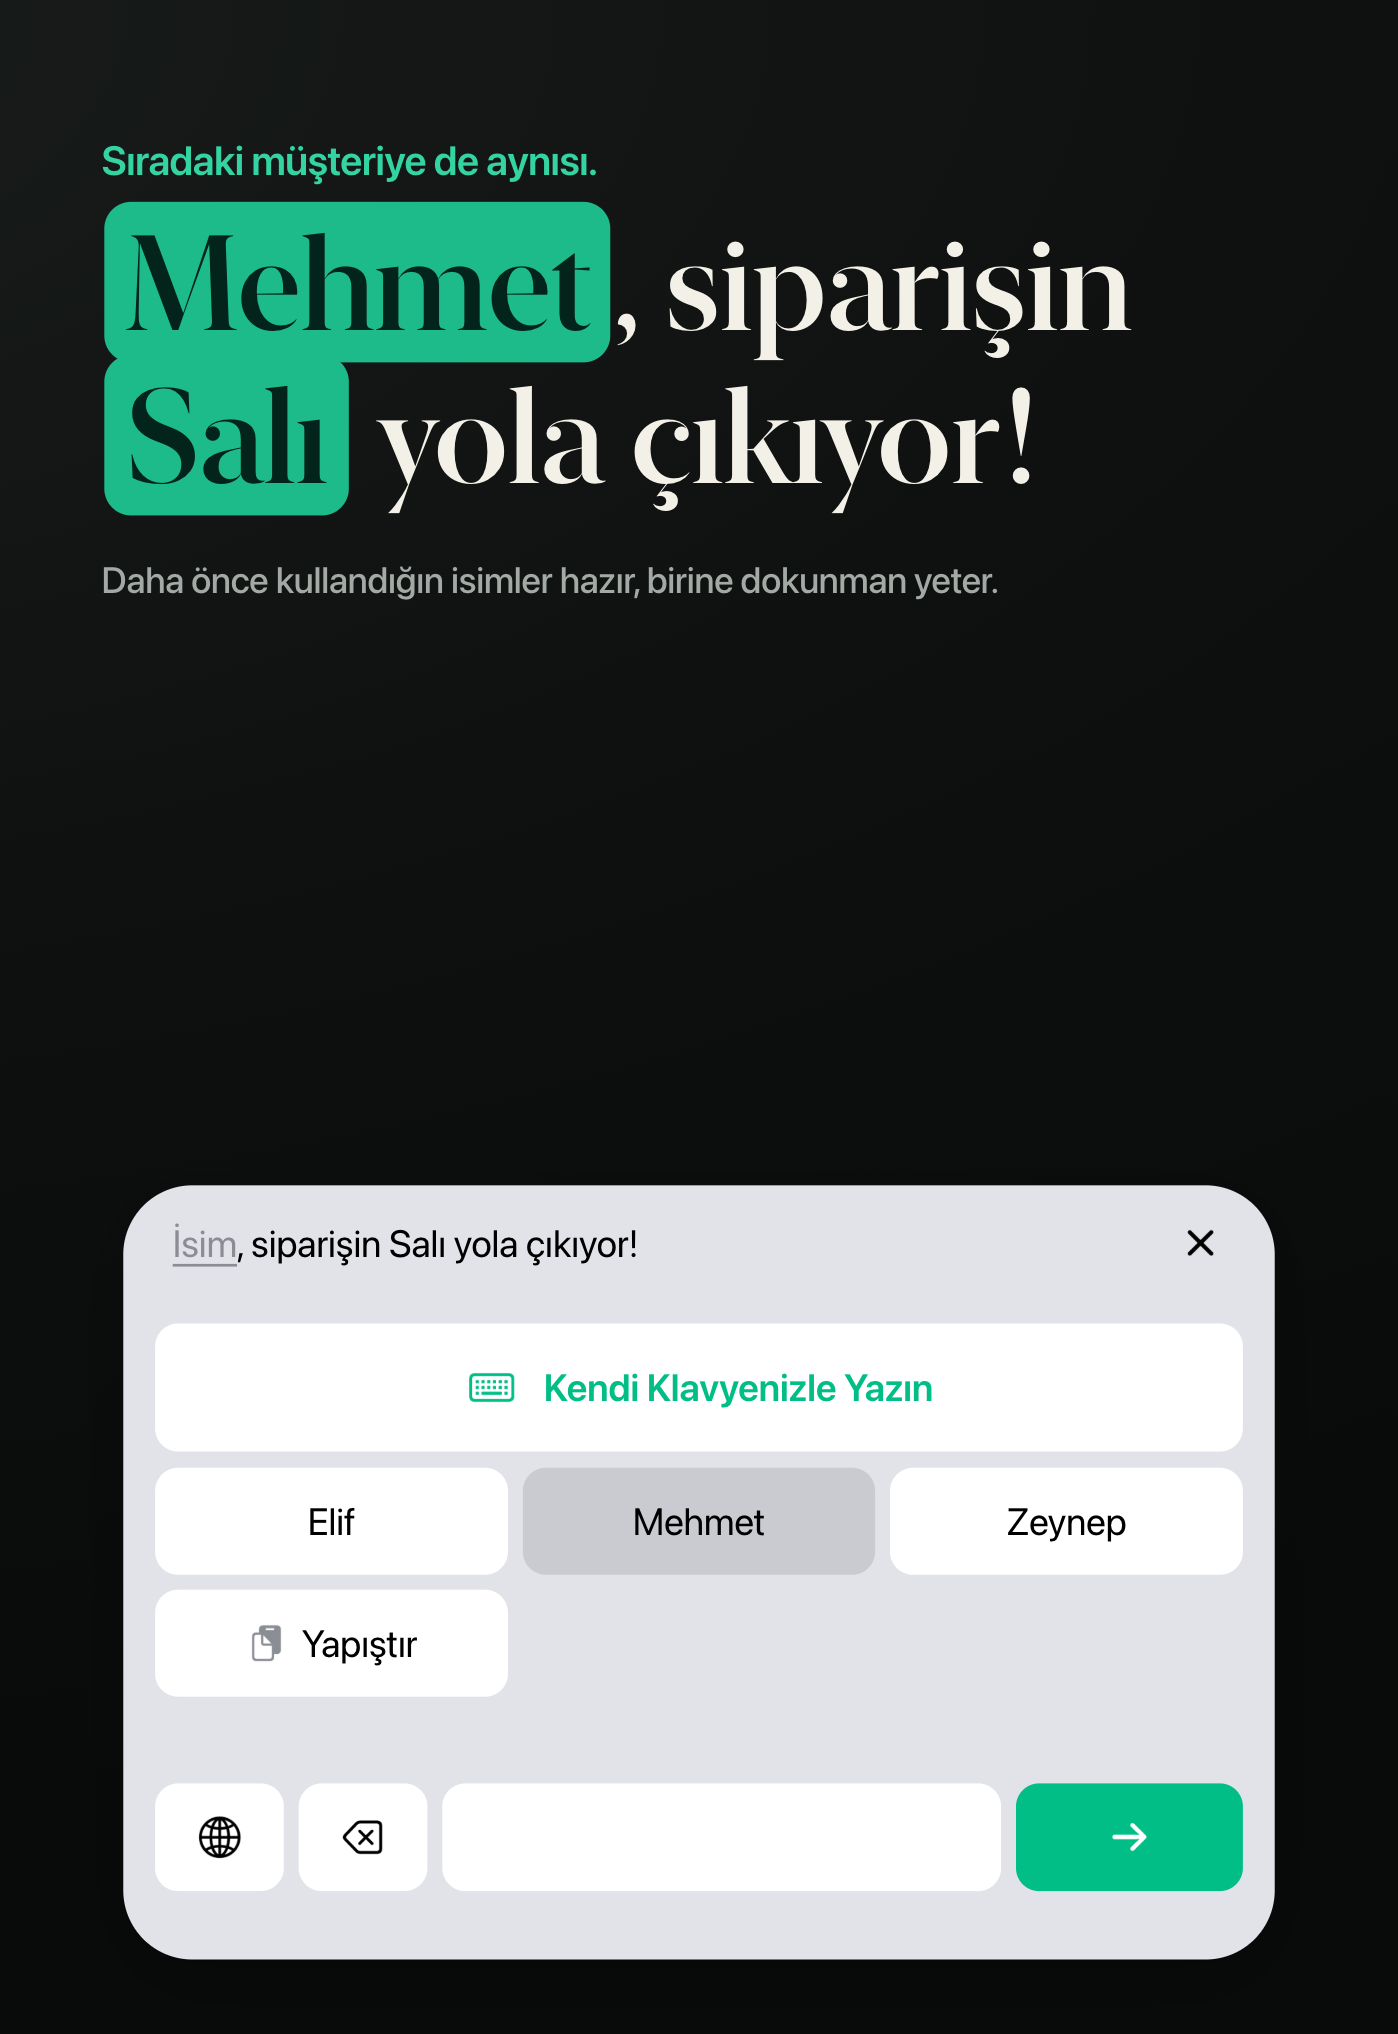 Sıradaki müşteriye de aynısı.
Mehmet, siparişin
Salı yola çıkıyor!
Daha önce kullandığın isimler hazır, birine dokunman yeter.
İsim, siparişin Salı yola çıkıyor!
Kendi Klavyenizle Yazın
Elif
Mehmet
Zeynep
Yapıştır